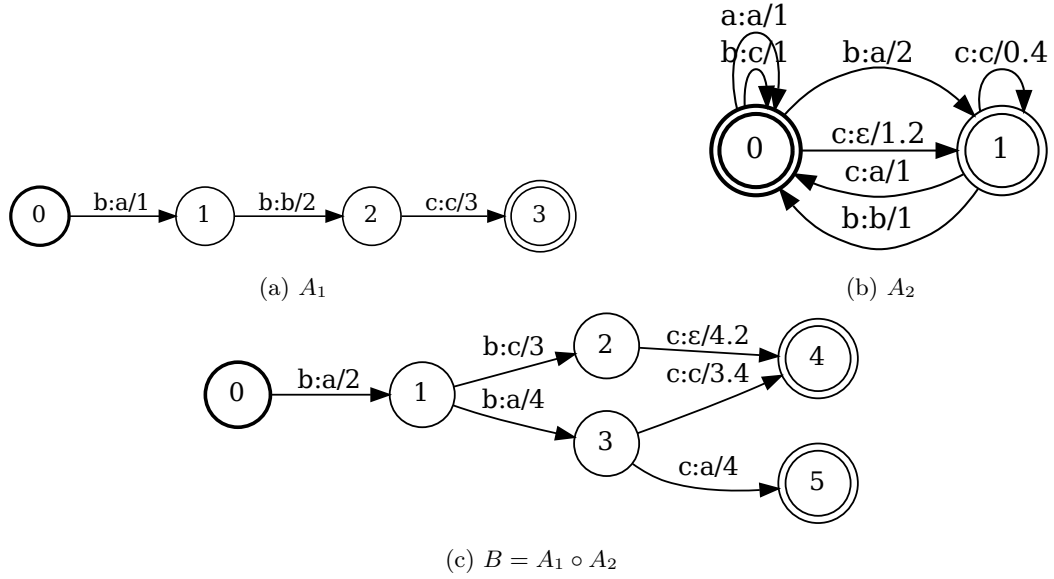 a:a/1
b:c/1
b:a/2
c:c/0.4
0
c:ε/1.2
1
c:a/1
b:b/1
0
b:a/1
1
b:b/2
2
c:c/3
3
(a) A₁
(b) A₂
0
b:a/2
1
b:c/3
2
c:ε/4.2
4
c:c/3.4
b:a/4
3
c:a/4
5
(c) B = A₁ ∘ A₂